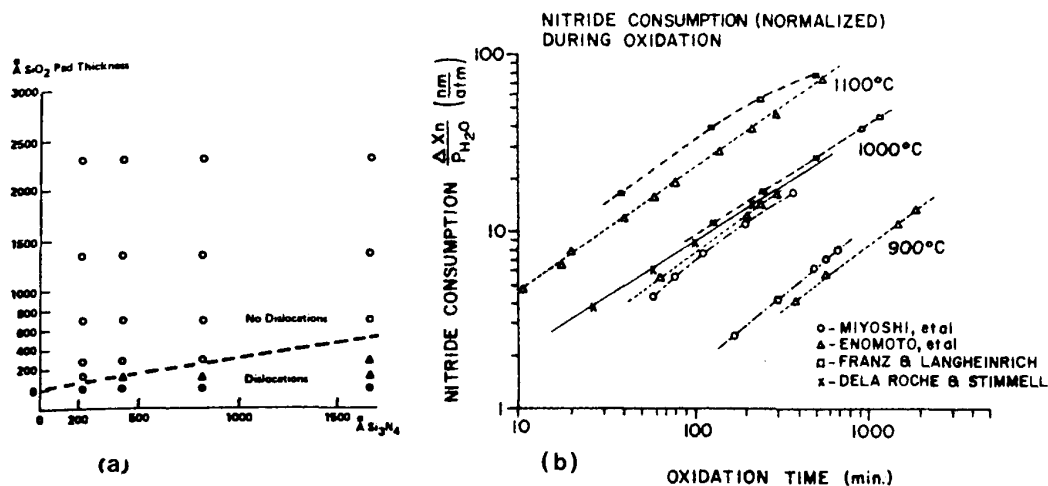 Å SiO2 Pad Thickness
3000
2500
2000
1500
1000
800
600
400
200
0
No Dislocations
Dislocations
0
200
500
1000
1500
Å Si3N4
(a)
NITRIDE CONSUMPTION (NORMALIZED)
DURING OXIDATION
NITRIDE CONSUMPTION ΔXn/PH2O (nm/atm)
100
10
1
1100°C
1000°C
900°C
o - MIYOSHI, et al
△ - ENOMOTO, et al
□ - FRANZ & LANGHEINRICH
x - DELA ROCHE & STIMMELL
10
100
1000
(b)
OXIDATION TIME (min.)